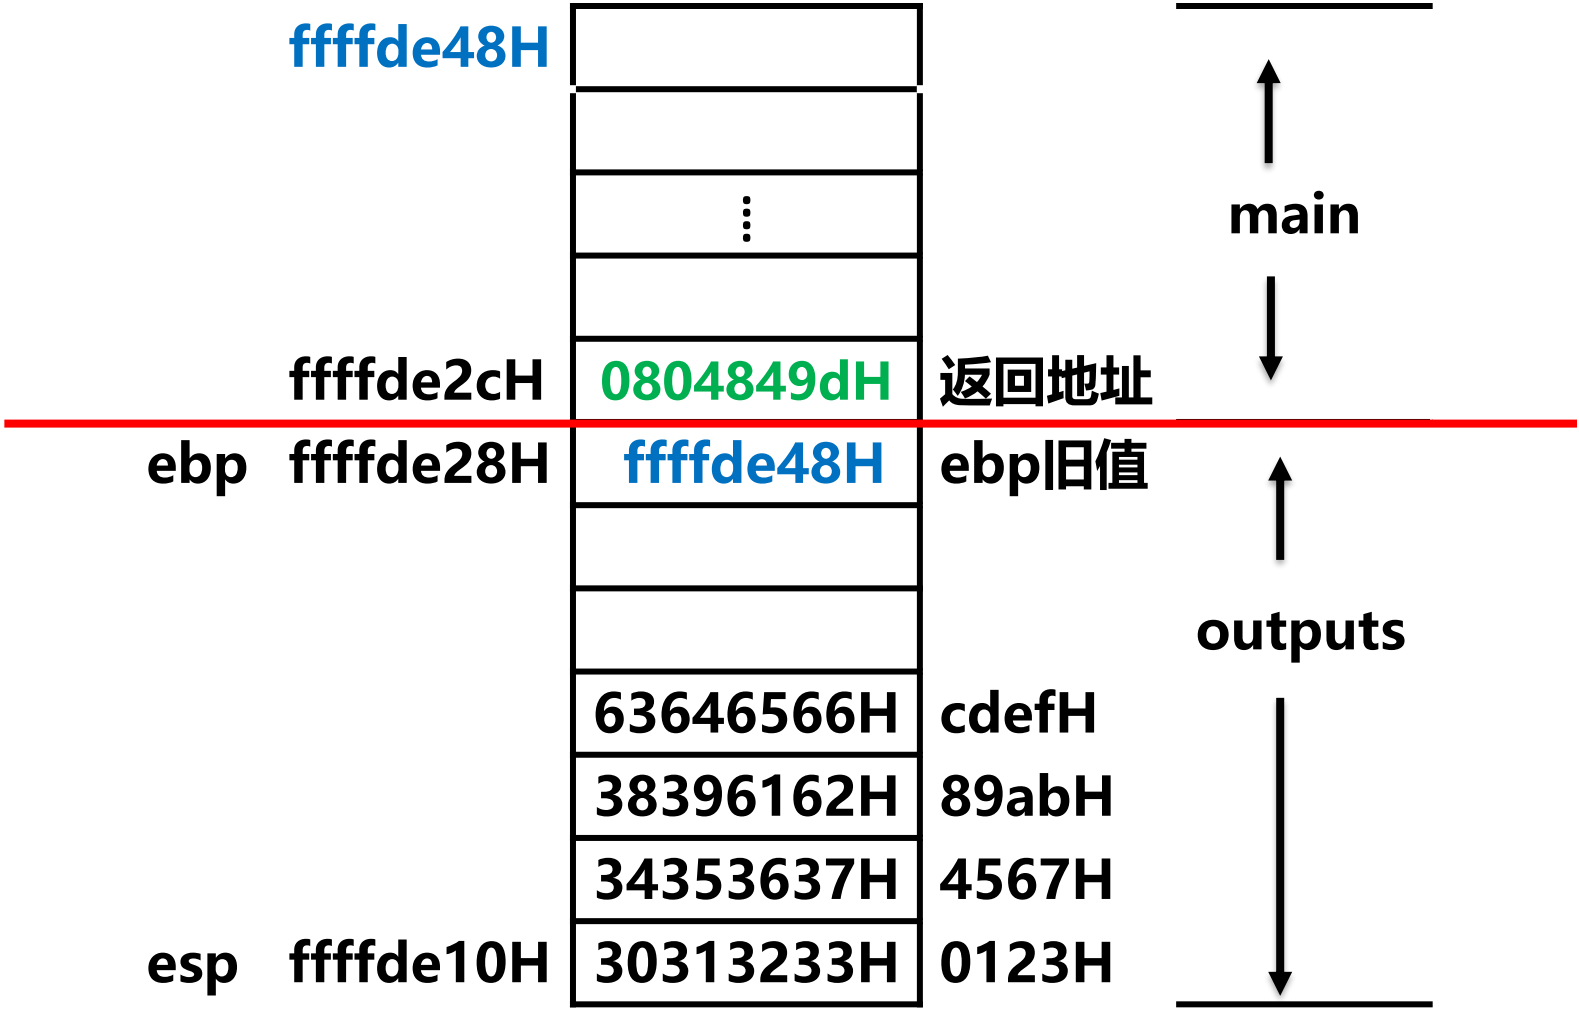 ffffde48H
main
ffffde2cH 0804849dH 返回地址
ebp ffffde28H ffffde48H ebp旧值
outputs
63646566H cdefH
38396162H 89abH
34353637H 4567H
esp ffffde10H 30313233H 0123H